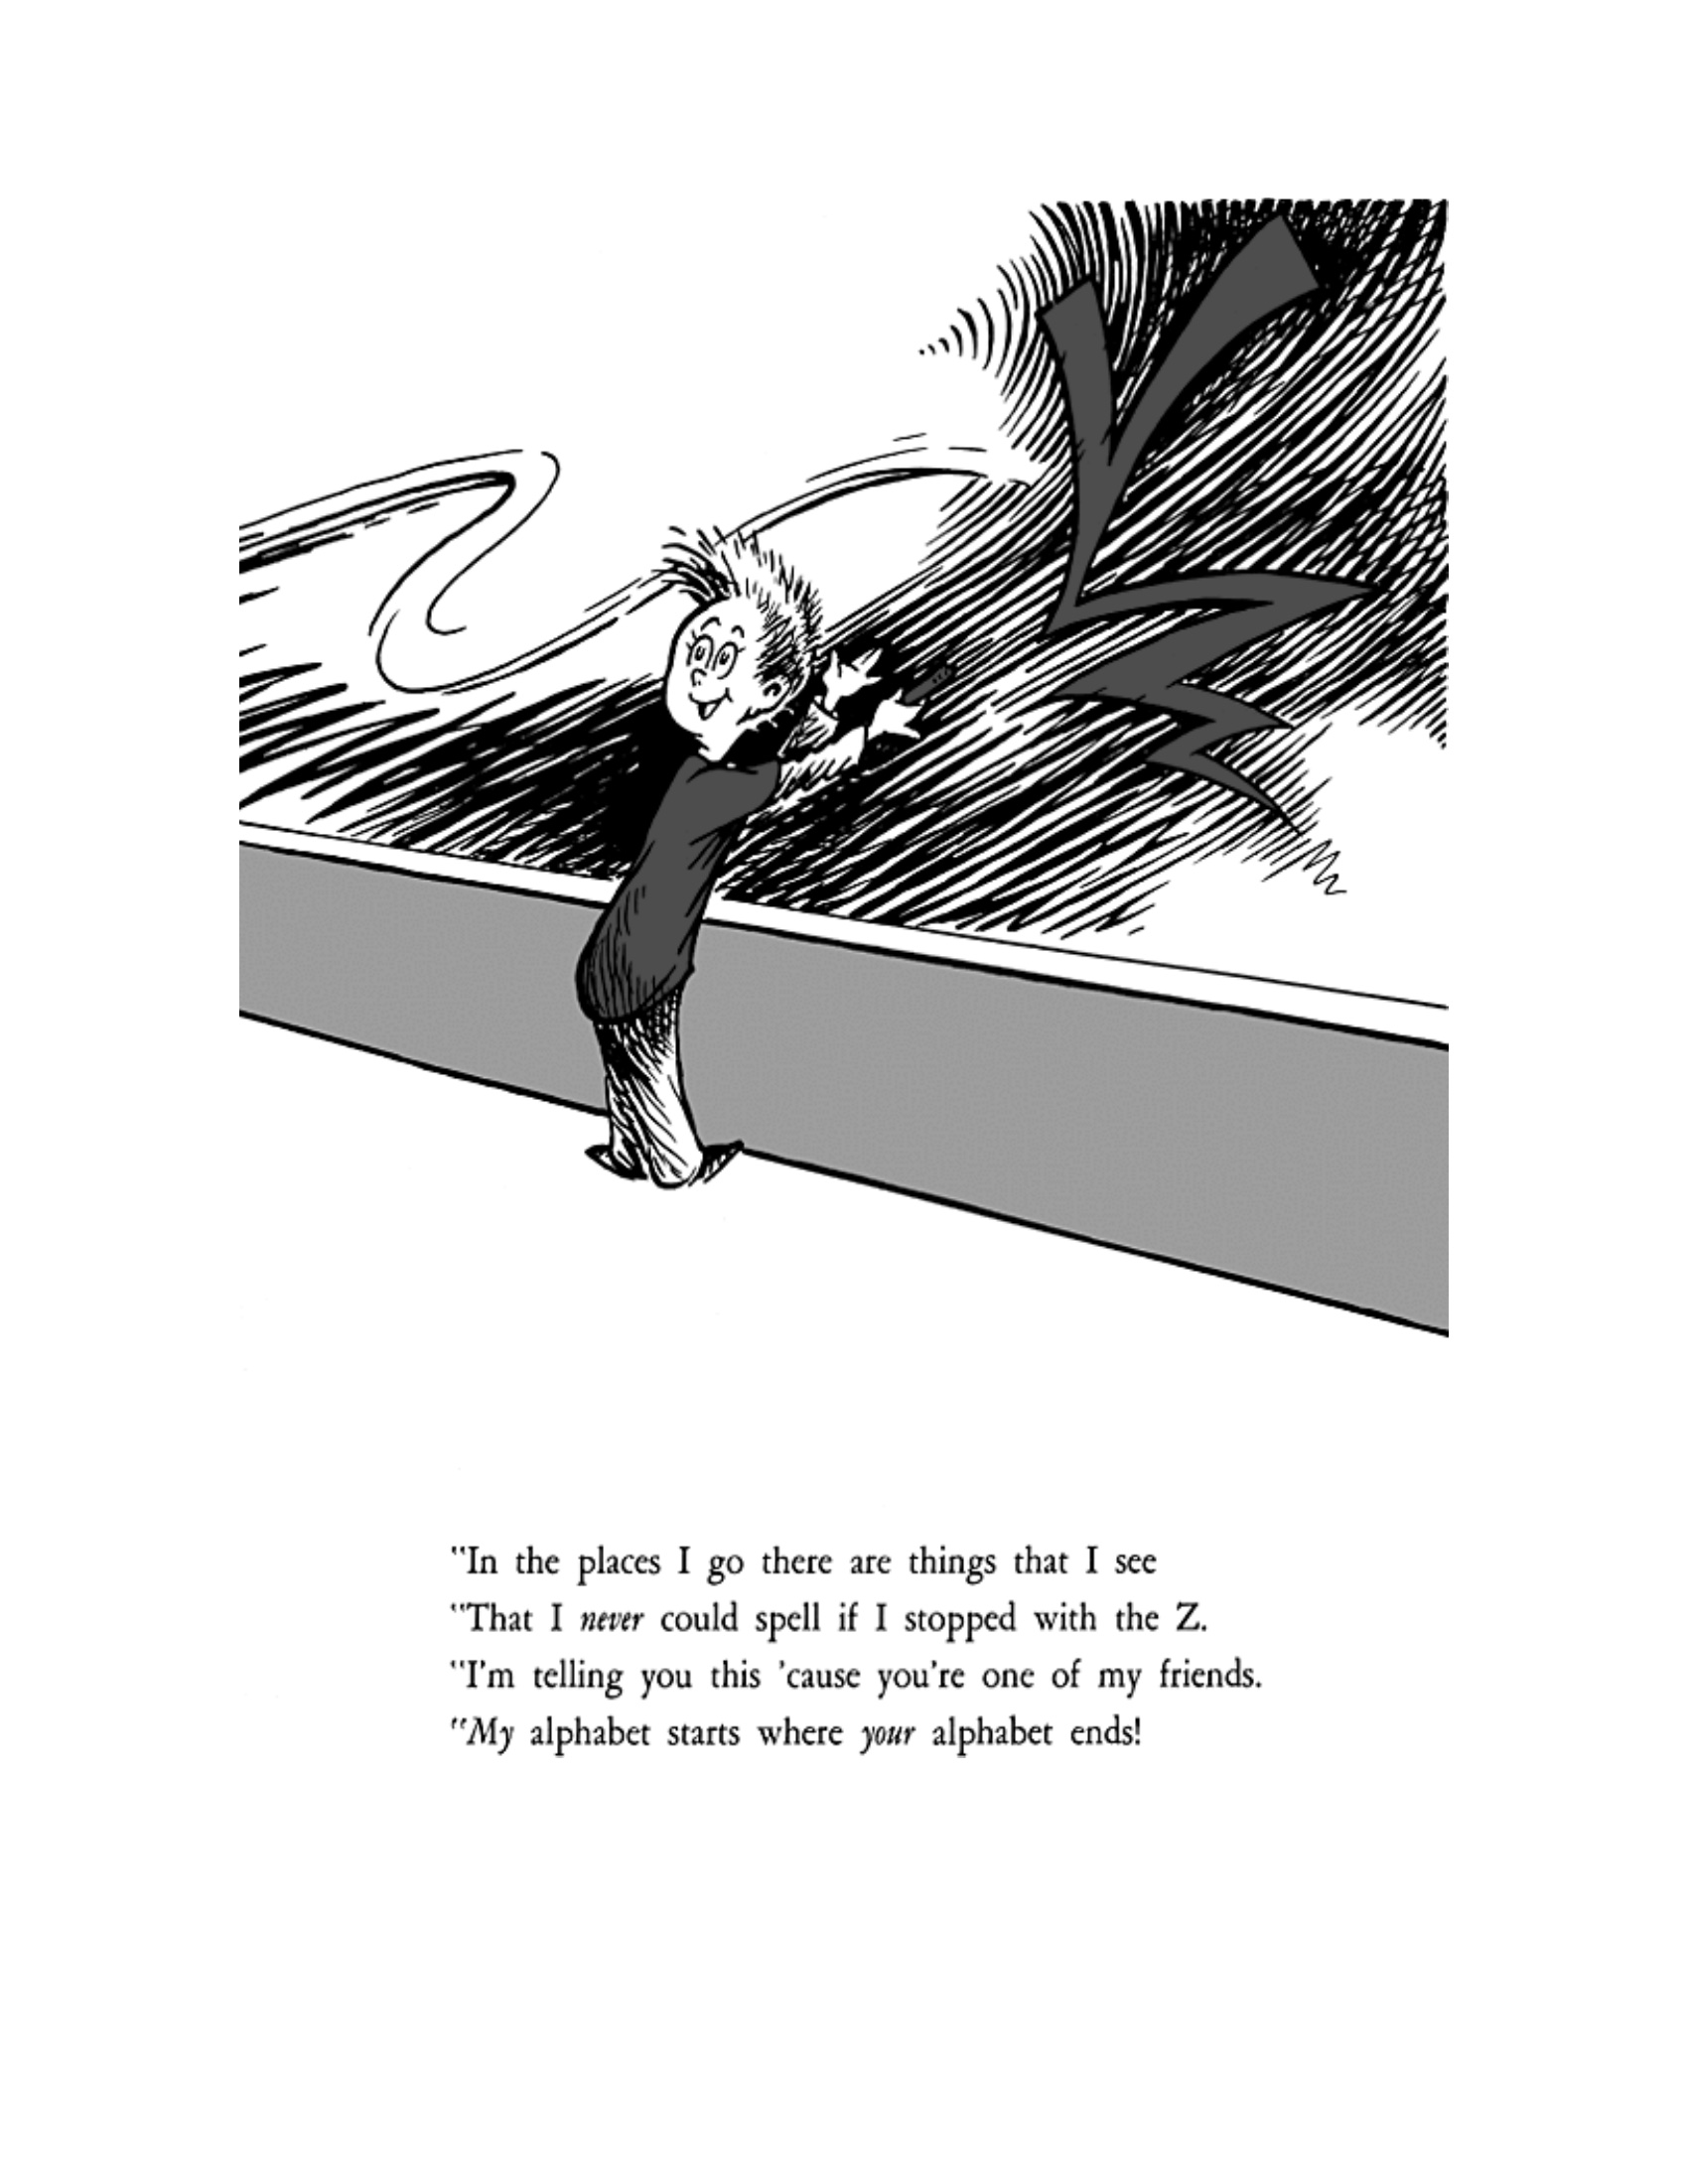 "In the places I go there are things that I see
"That I never could spell if I stopped with the Z.
"I'm telling you this 'cause you're one of my friends.
"My alphabet starts where your alphabet ends!